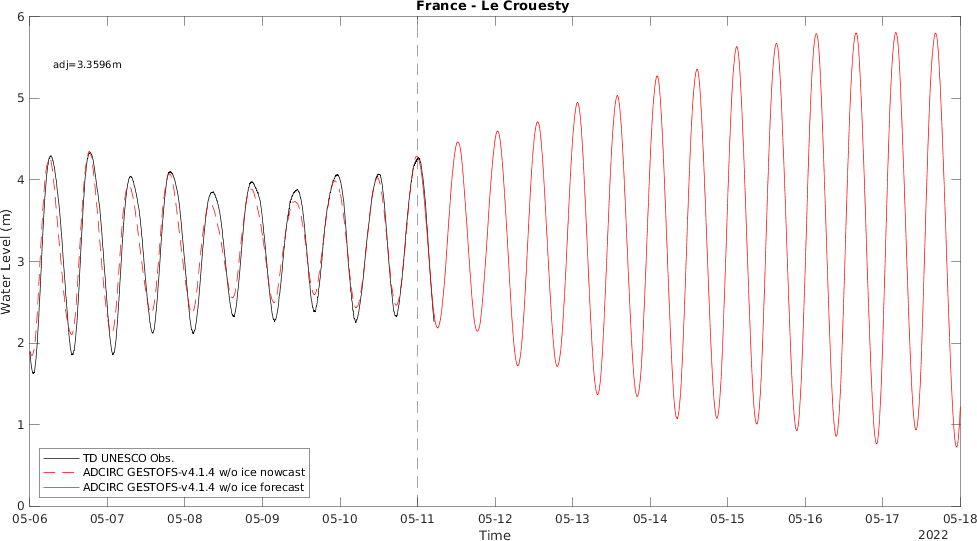 France - Le Crouesty
6
adj=3.3596m
5
4
3
Water Level (m)
2
1
TD UNESCO Obs.
ADCIRC GESTOFS-v4.1.4 w/o ice nowcast
ADCIRC GESTOFS-v4.1.4 w/o ice forecast
0
05-06 05-07 05-08 05-09 05-10 05-11 05-12 05-13 05-14 05-15 05-16 05-17 05-18
Time
2022